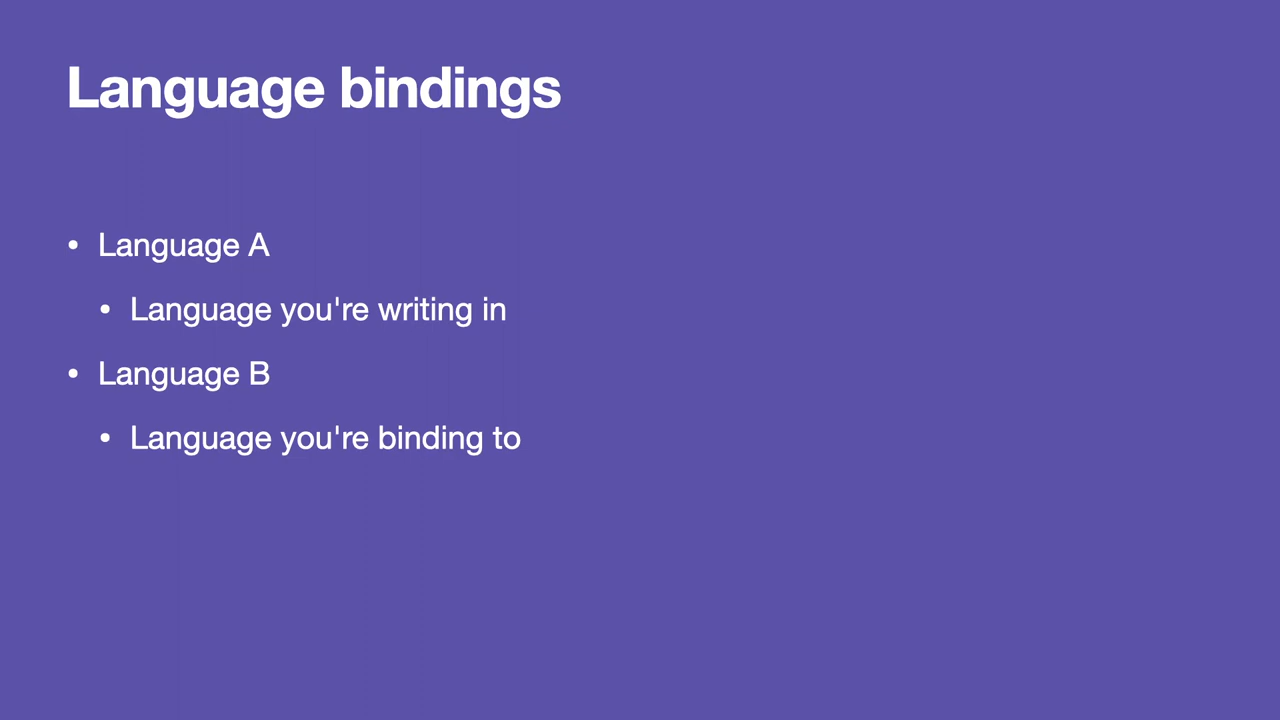 Language bindings
• Language A
• Language you're writing in
• Language B
• Language you're binding to